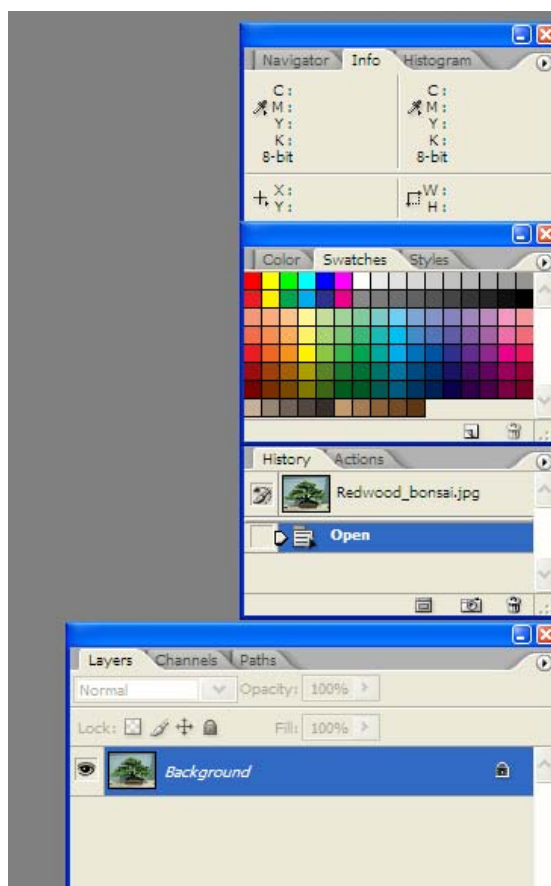 Navigator Info Histogram
C: C:
M: M:
Y: Y:
K: K:
8-bit 8-bit
X: W:
Y: H:
Color Swatches Styles
History Actions
Redwood_bonsai.jpg
Open
Layers Channels Paths
Normal Opacity: 100%
Lock: Fill: 100%
Background